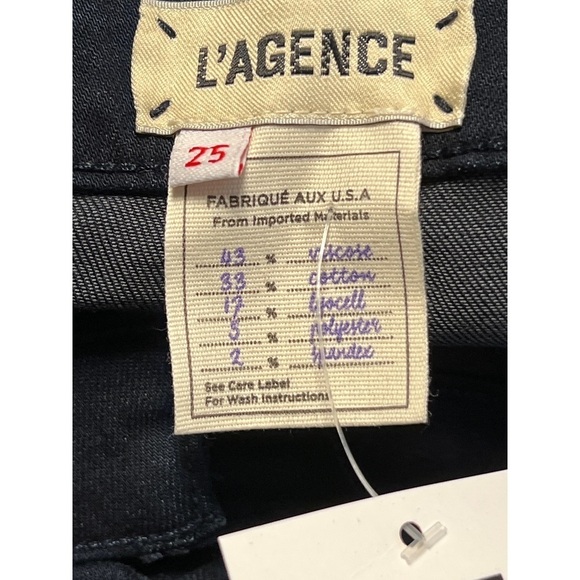 L'AGENCE
25
FABRIQUÉ AUX U.S.A
From Imported Materials
43 % viscose
33 % cotton
17 % lyocell
5 % polyester
2 % spandex
See Care Label
For Wash Instructions